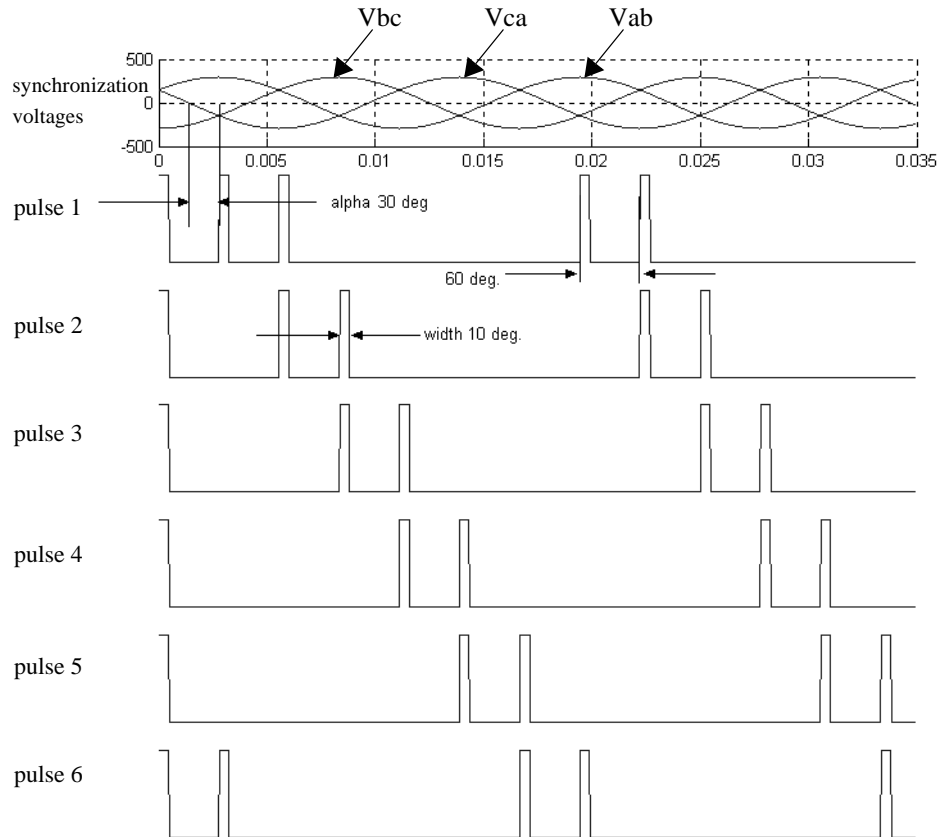 Vbc Vca Vab
500
synchronization
0
voltages
-500
0 0.005 0.01 0.015 0.02 0.025 0.03 0.035
pulse 1
alpha 30 deg
60 deg.
pulse 2
width 10 deg.
pulse 3
pulse 4
pulse 5
pulse 6